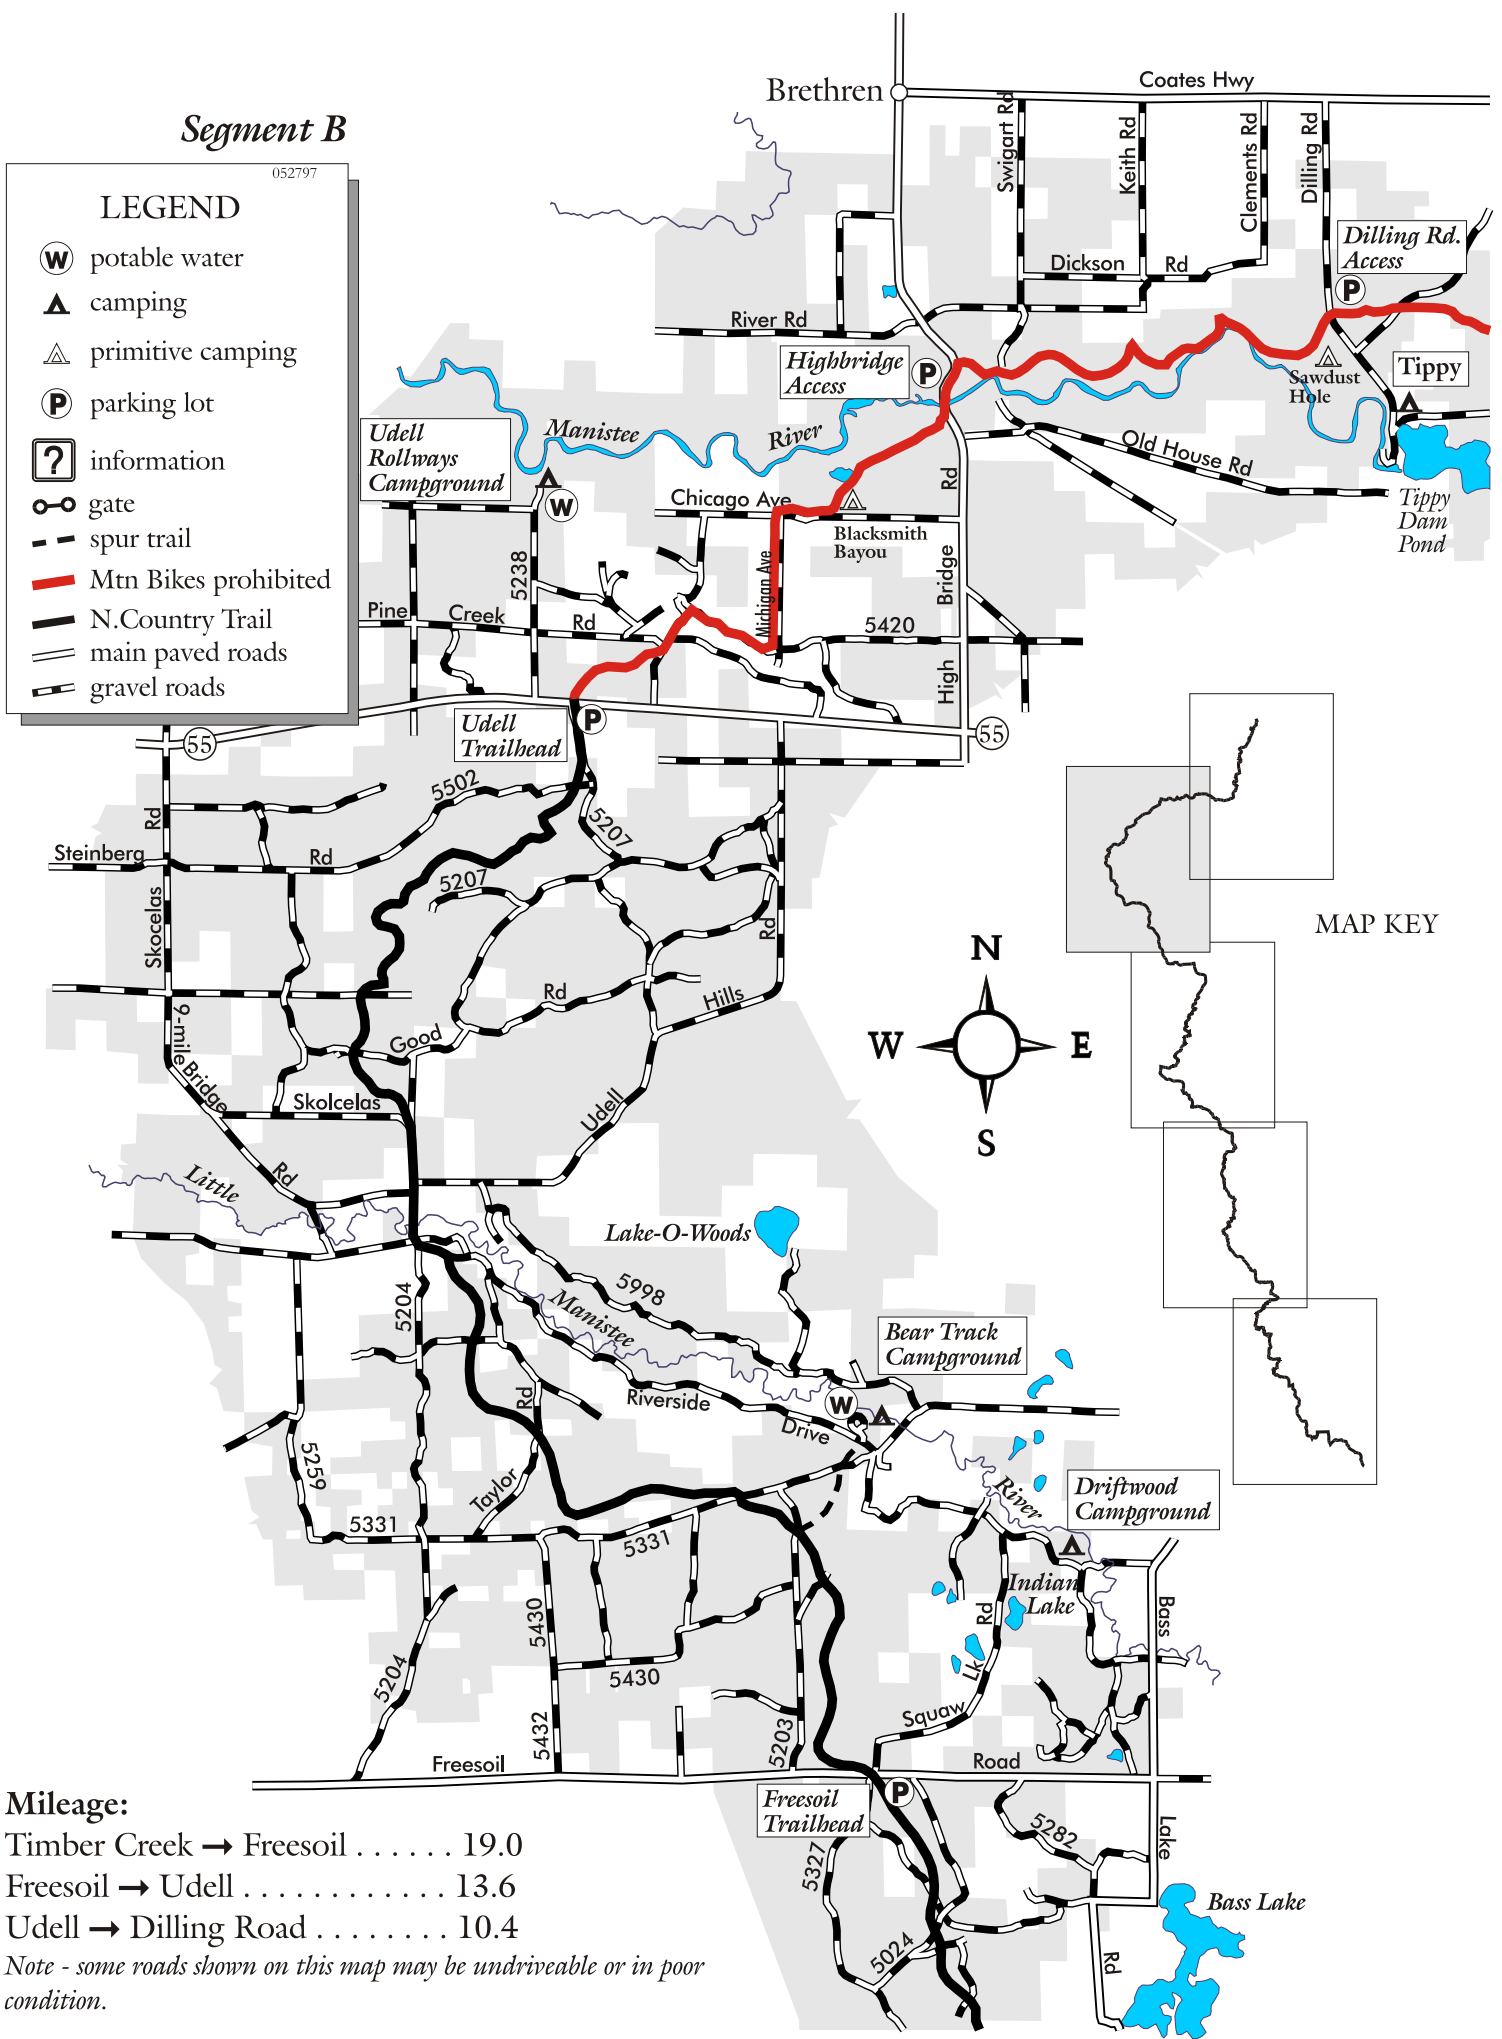 Segment B
052797
LEGEND
W potable water
camping
primitive camping
P parking lot
? information
gate
spur trail
Mtn Bikes prohibited
N.Country Trail
main paved roads
gravel roads
Brethren
Coates Hwy
Swigart Rd
Keith Rd
Clements Rd
Dilling Rd
Dilling Rd.
Access
P
Dickson Rd
River Rd
Highbridge
Access
P
Sawdust
Hole
Tippy
Udell
Rollways
Campground
Manistee
River
W
Old House Rd
Tippy
Dam
Pond
Chicago Ave
Blacksmith
Bayou
5238
Michigan Ave
High Bridge Rd
Pine Creek Rd
5420
Udell
Trailhead
P
55
55
5502
5207
Steinberg Rd
5207
Skocelas Rd
Rd
Hills
Udell
MAP KEY
N
W E
S
9-mile Bridge Rd
Good Rd
Skolcelas
Little
Manistee
River
Lake-O-Woods
5998
5204
Bear Track
Campground
W
Riverside Drive
Taylor Rd
5259
5331
5331
Driftwood
Campground
Indian
Lake
Bass
Lake
Rd
5430
5430
5204
5432
5203
Squaw Lk Rd
Freesoil Road
Freesoil
Trailhead
P
5282
5327
5024
Bass Lake
Mileage:
Timber Creek → Freesoil . . . . . . 19.0
Freesoil → Udell . . . . . . . . . . . . 13.6
Udell → Dilling Road . . . . . . . . 10.4
Note - some roads shown on this map may be undriveable or in poor
condition.